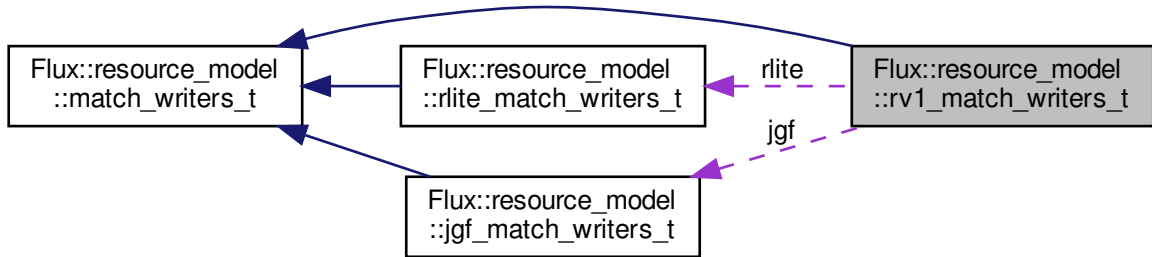 Flux::resource_model
::match_writers_t
Flux::resource_model
::rlite_match_writers_t
rlite
Flux::resource_model
::rv1_match_writers_t
jgf
Flux::resource_model
::jgf_match_writers_t